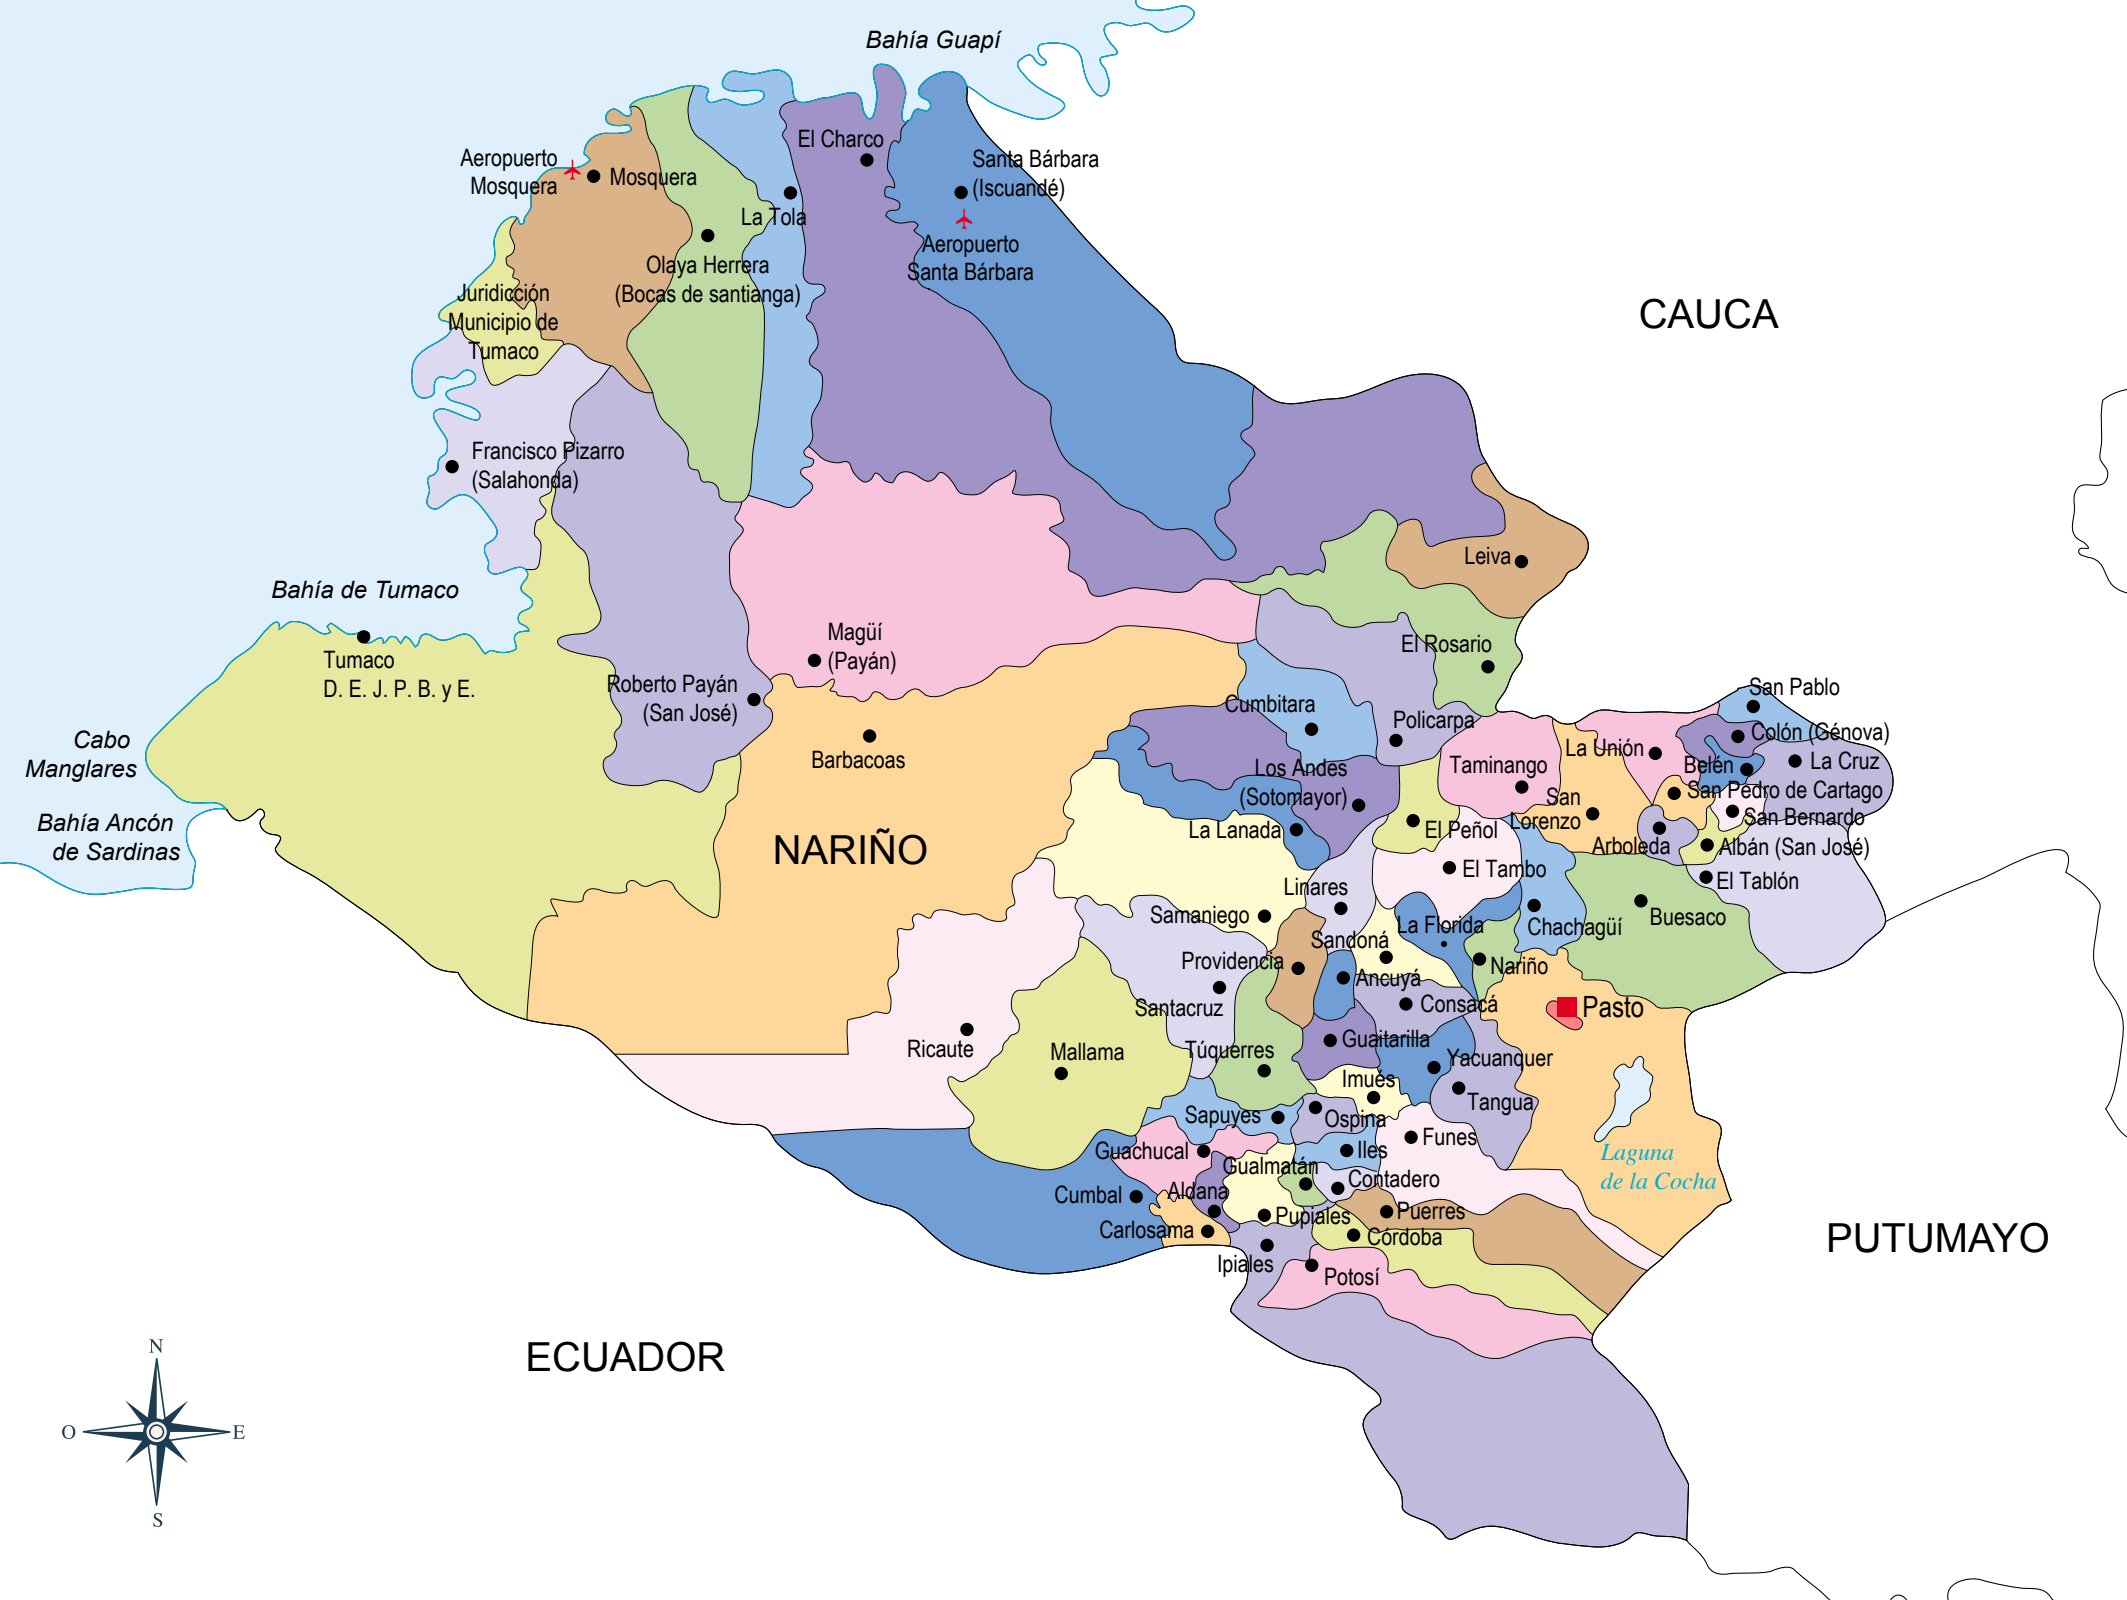 Bahía Guapí
El Charco
Aeropuerto
Mosquera
Mosquera
Santa Bárbara
(Iscuandé)
La Tola
Aeropuerto
Santa Bárbara
Olaya Herrera
(Bocas de santianga)
Juridicción
Municipio de
Tumaco
CAUCA
Francisco Pizarro
(Salahonda)
Leiva
Bahía de Tumaco
Magüí
(Payán)
El Rosario
Tumaco
D. E. J. P. B. y E.
Roberto Payán
(San José)
San Pablo
Cumbitara
Policarpa
Colón (Génova)
Cabo
Manglares
Barbacoas
La Unión
Los Andes
(Sotomayor)
Taminango
Belén
La Cruz
San Pedro de Cartago
San
Lorenzo
San Bernardo
Bahía Ancón
de Sardinas
NARIÑO
La Lanada
El Peñol
Arboleda
Albán (San José)
El Tambo
El Tablón
Linares
Samaniego
La Florida
Chachagüí
Buesaco
Sandoná
Providencia
Ancuyá
Nariño
Santacruz
Consacá
Pasto
Ricaute
Mallama
Túquerres
Guaitarilla
Yacuanquer
Imués
Tangua
Sapuyes
Ospina
Funes
Guachucal
Iles
Laguna
de la Cocha
Gualmatán
Contadero
Cumbal
Aldana
Puerres
Pupiales
Carlosama
Córdoba
PUTUMAYO
Ipiales
Potosí
ECUADOR
N
O
E
S